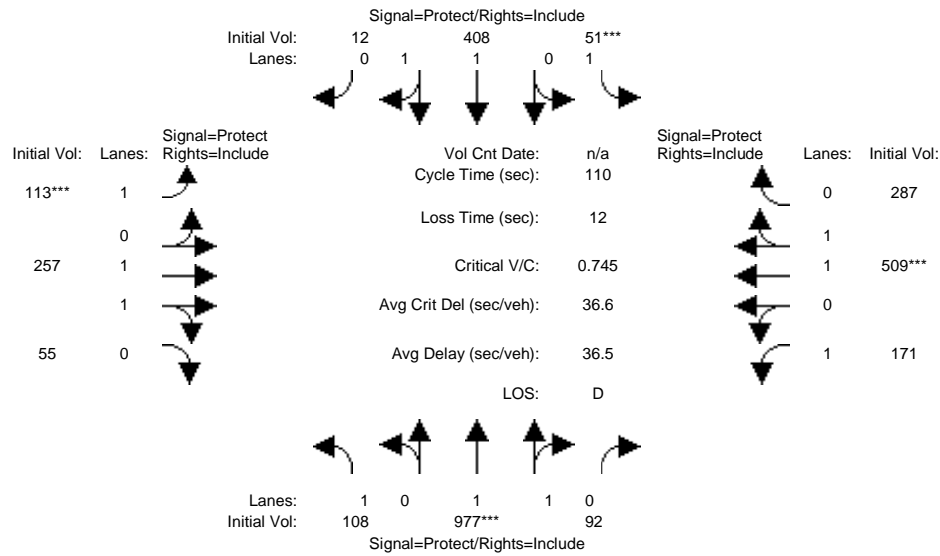 Signal=Protect/Rights=Include
Initial Vol: 12 408 51***
Lanes: 0 1 1 0 1
Signal=Protect
Initial Vol: Lanes: Rights=Include
Vol Cnt Date: n/a
Signal=Protect
Rights=Include Lanes: Initial Vol:
Cycle Time (sec): 110
113*** 1
0 287
Loss Time (sec): 12
0
1
257 1
Critical V/C: 0.745
1 509***
1
Avg Crit Del (sec/veh): 36.6
0
55 0
Avg Delay (sec/veh): 36.5
1 171
LOS: D
Lanes: 1 0 1 1 0
Initial Vol: 108 977*** 92
Signal=Protect/Rights=Include